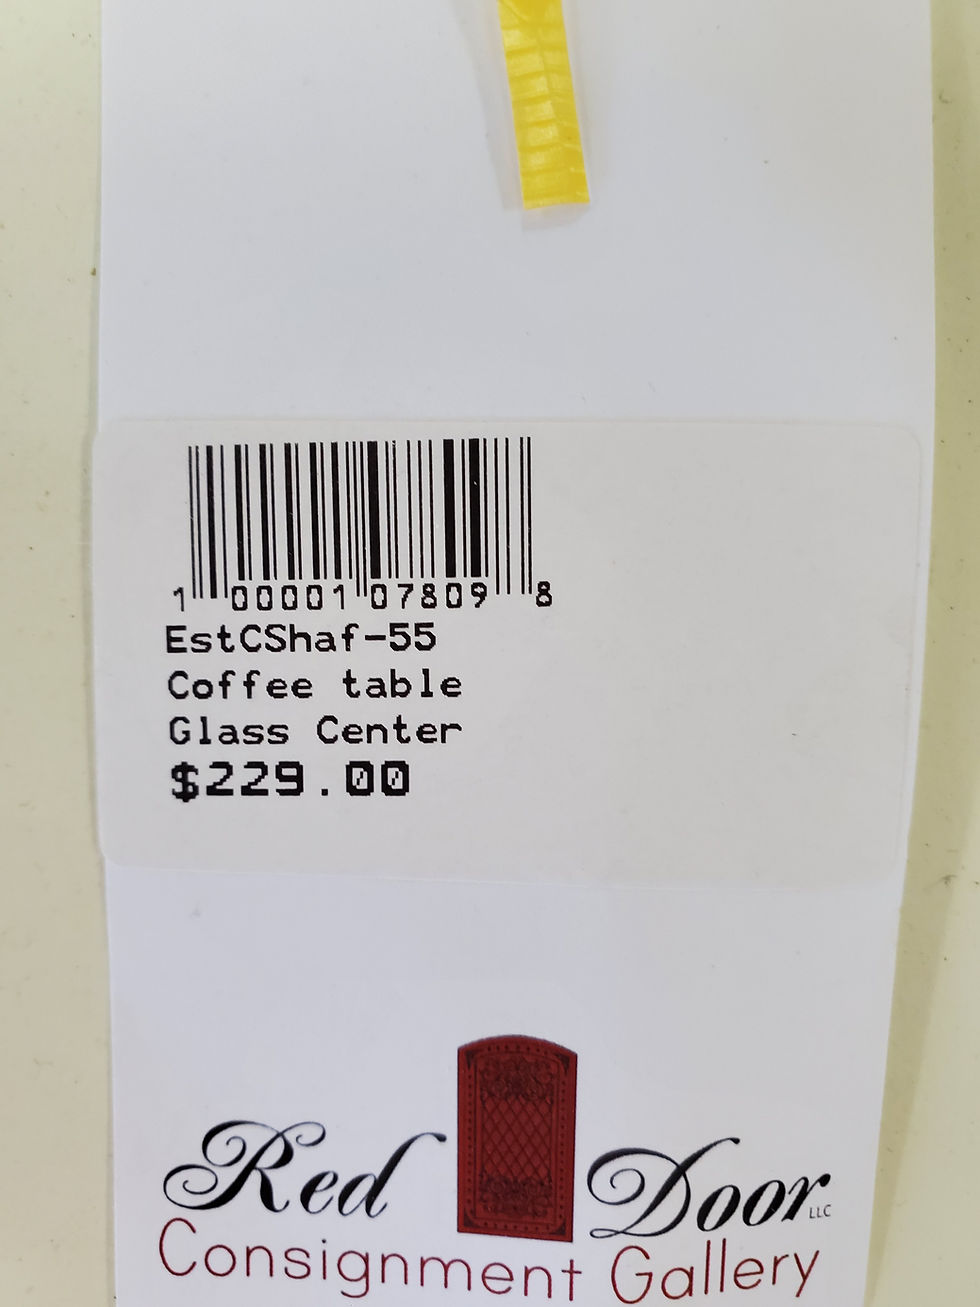 1 00001 07809 8
EstCShaf-55
Coffee table
Glass Center
$229.00
Red Door LLC
Consignment Gallery